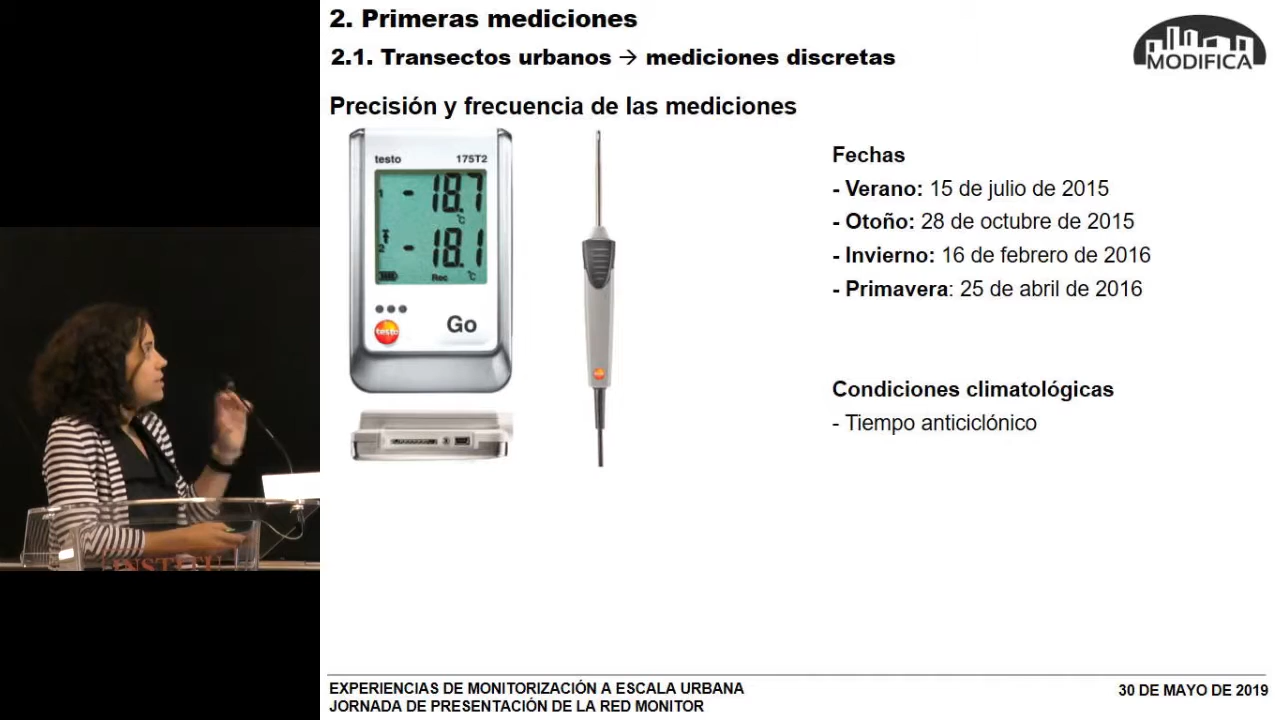 2. Primeras mediciones
2.1. Transectos urbanos → mediciones discretas
MODIFICA
Precisión y frecuencia de las mediciones
testo 175T2
1 -18.7
°C
2 -18.1
Rec °C
testo
Go
Fechas
- Verano: 15 de julio de 2015
- Otoño: 28 de octubre de 2015
- Invierno: 16 de febrero de 2016
- Primavera: 25 de abril de 2016
Condiciones climatológicas
- Tiempo anticiclónico
EXPERIENCIAS DE MONITORIZACIÓN A ESCALA URBANA
JORNADA DE PRESENTACIÓN DE LA RED MONITOR
30 DE MAYO DE 2019